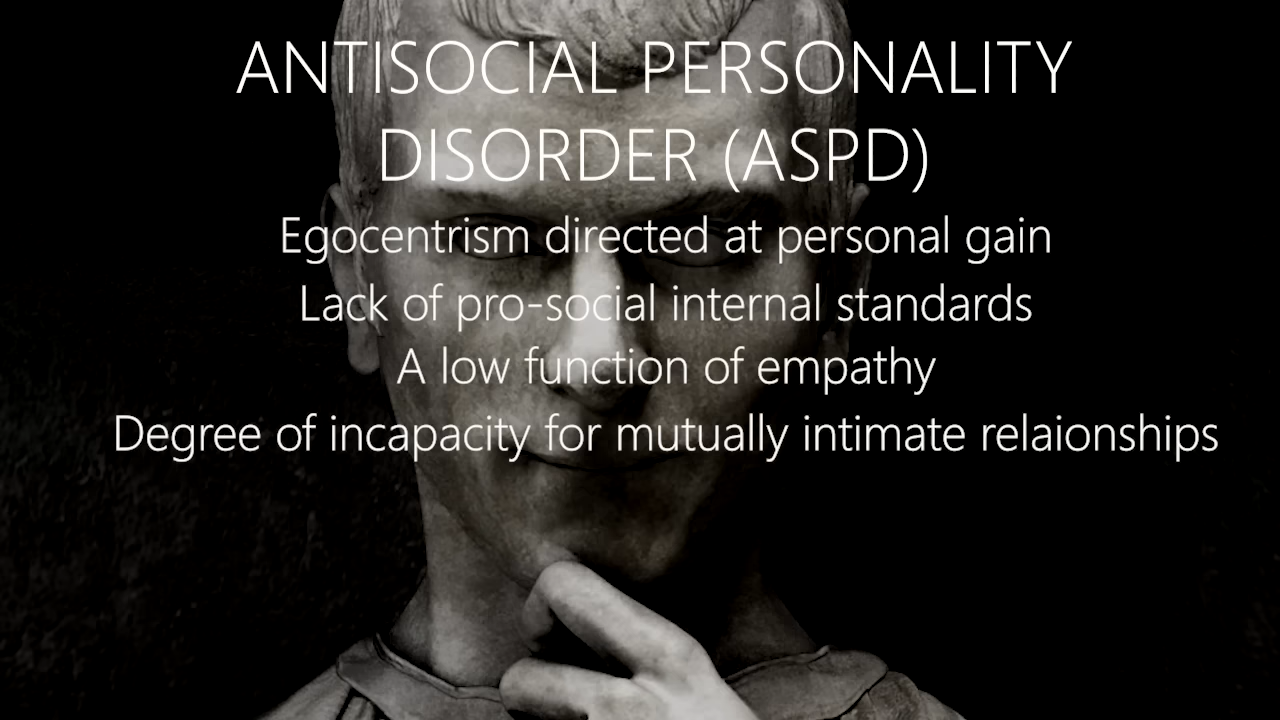 ANTISOCIAL PERSONALITY
DISORDER (ASPD)
Egocentrism directed at personal gain
Lack of pro-social internal standards
A low function of empathy
Degree of incapacity for mutually intimate relaionships